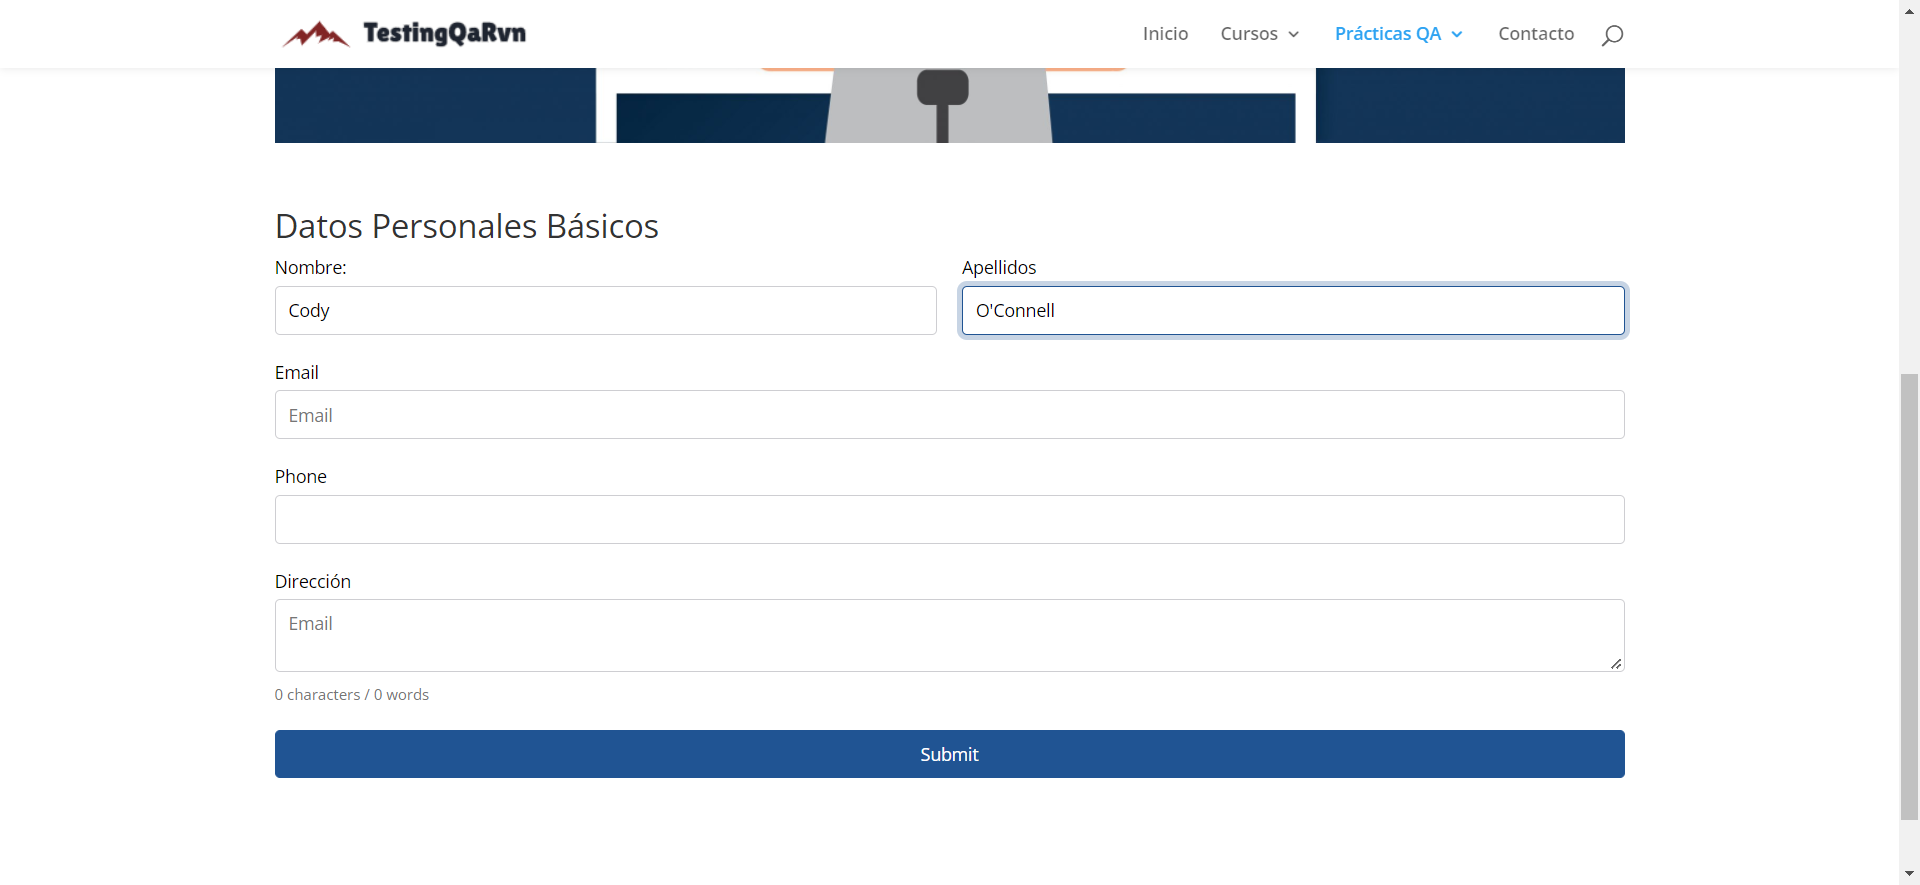 TestingQaRvn
Inicio Cursos Prácticas QA Contacto
Datos Personales Básicos
Nombre: Apellidos
Cody O'Connell
Email
Email
Phone
Dirección
Email
0 characters / 0 words
Submit